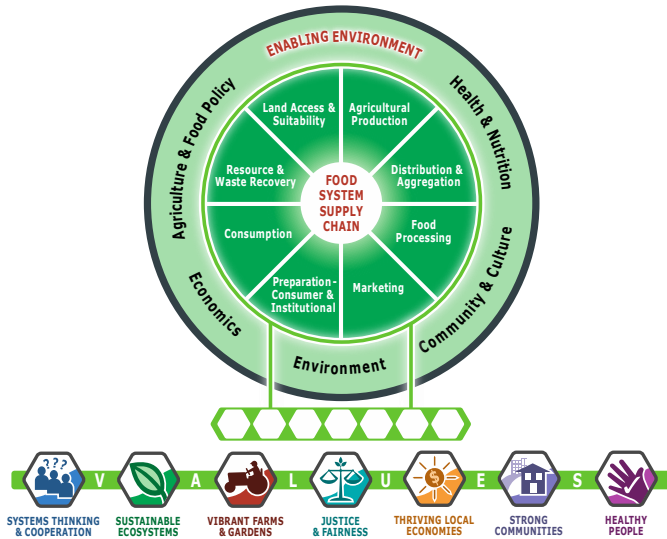 ENABLING ENVIRONMENT
Agriculture & Food Policy
Health & Nutrition
Land Access &
Suitability
Agricultural
Production
Resource &
Waste Recovery
Distribution &
Aggregation
FOOD
SYSTEM
SUPPLY
CHAIN
Consumption
Food
Processing
Preparation-
Consumer &
Institutional
Marketing
Economics
Environment
Community & Culture
???
$
V A L U E S
SYSTEMS THINKING
& COOPERATION
SUSTAINABLE
ECOSYSTEMS
VIBRANT FARMS
& GARDENS
JUSTICE
& FAIRNESS
THRIVING LOCAL
ECONOMIES
STRONG
COMMUNITIES
HEALTHY
PEOPLE